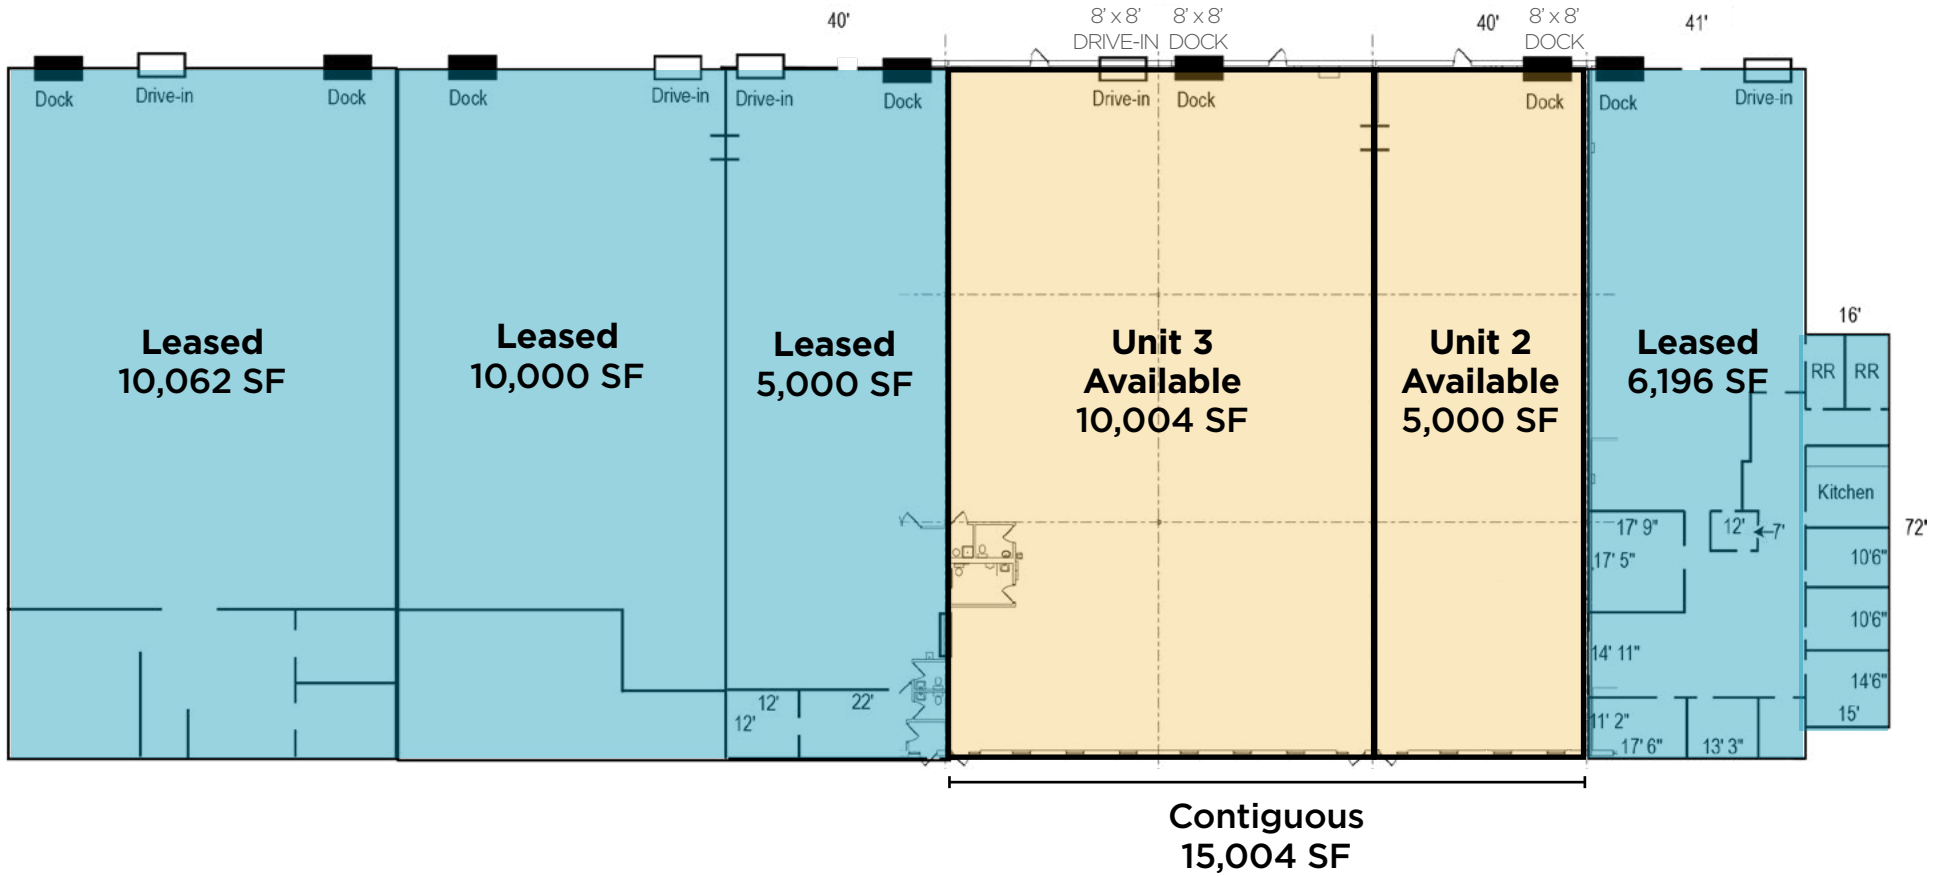 40'
8' x 8'
DRIVE-IN
8' x 8'
DOCK
40'
8' x 8'
DOCK
41'
Dock
Drive-in
Dock
Dock
Drive-in
Drive-in
Dock
Drive-in
Dock
Dock
Dock
Drive-in
Leased
10,062 SF
Leased
10,000 SF
Leased
5,000 SF
Unit 3
Available
10,004 SF
Unit 2
Available
5,000 SF
Leased
6,196 SF
16'
RR
RR
Kitchen
72'
17' 9"
17' 5"
12'
7'
10'6"
10'6"
14' 11"
14'6"
15'
11' 2"
17' 6"
13' 3"
12'
22'
12'
Contiguous
15,004 SF